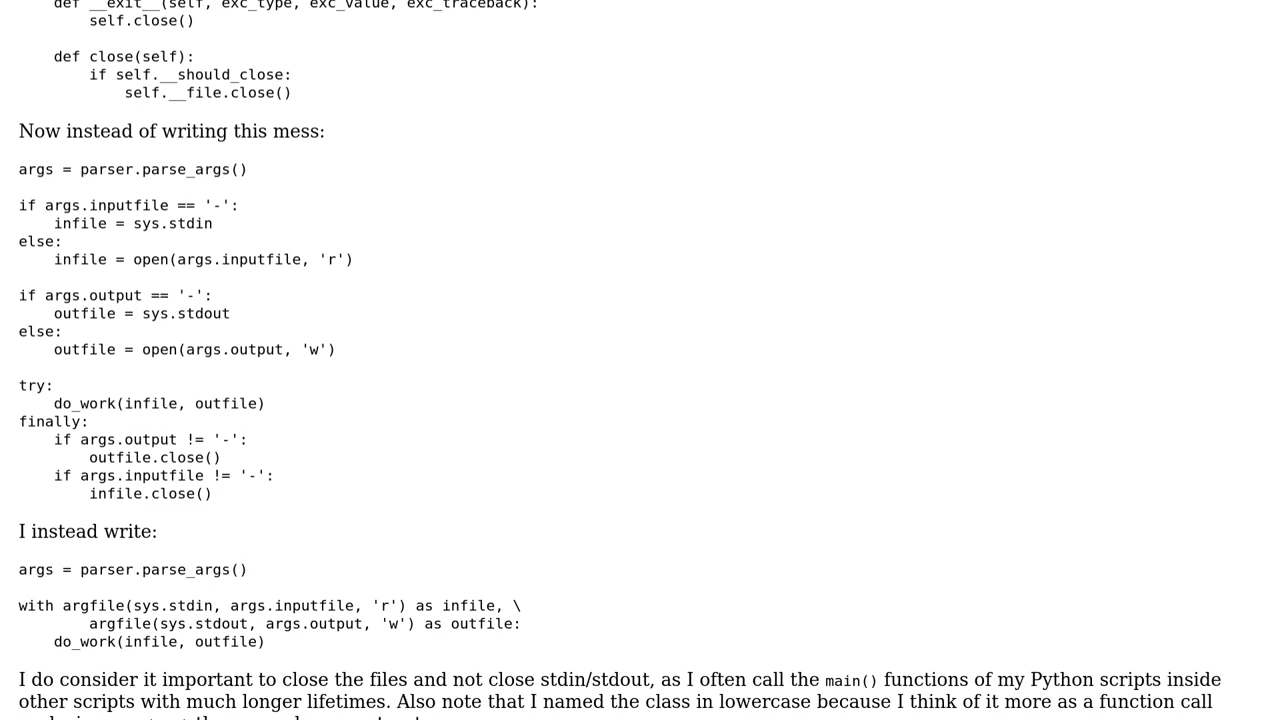 def __exit__(self, exc_type, exc_value, exc_traceback):
        self.close()

    def close(self):
        if self.__should_close:
            self.__file.close()

Now instead of writing this mess:

args = parser.parse_args()

if args.inputfile == '-':
    infile = sys.stdin
else:
    infile = open(args.inputfile, 'r')

if args.output == '-':
    outfile = sys.stdout
else:
    outfile = open(args.output, 'w')

try:
    do_work(infile, outfile)
finally:
    if args.output != '-':
        outfile.close()
    if args.inputfile != '-':
        infile.close()

I instead write:

args = parser.parse_args()

with argfile(sys.stdin, args.inputfile, 'r') as infile, \
        argfile(sys.stdout, args.output, 'w') as outfile:
    do_work(infile, outfile)

I do consider it important to close the files and not close stdin/stdout, as I often call the main() functions of my Python scripts inside
other scripts with much longer lifetimes. Also note that I named the class in lowercase because I think of it more as a function call